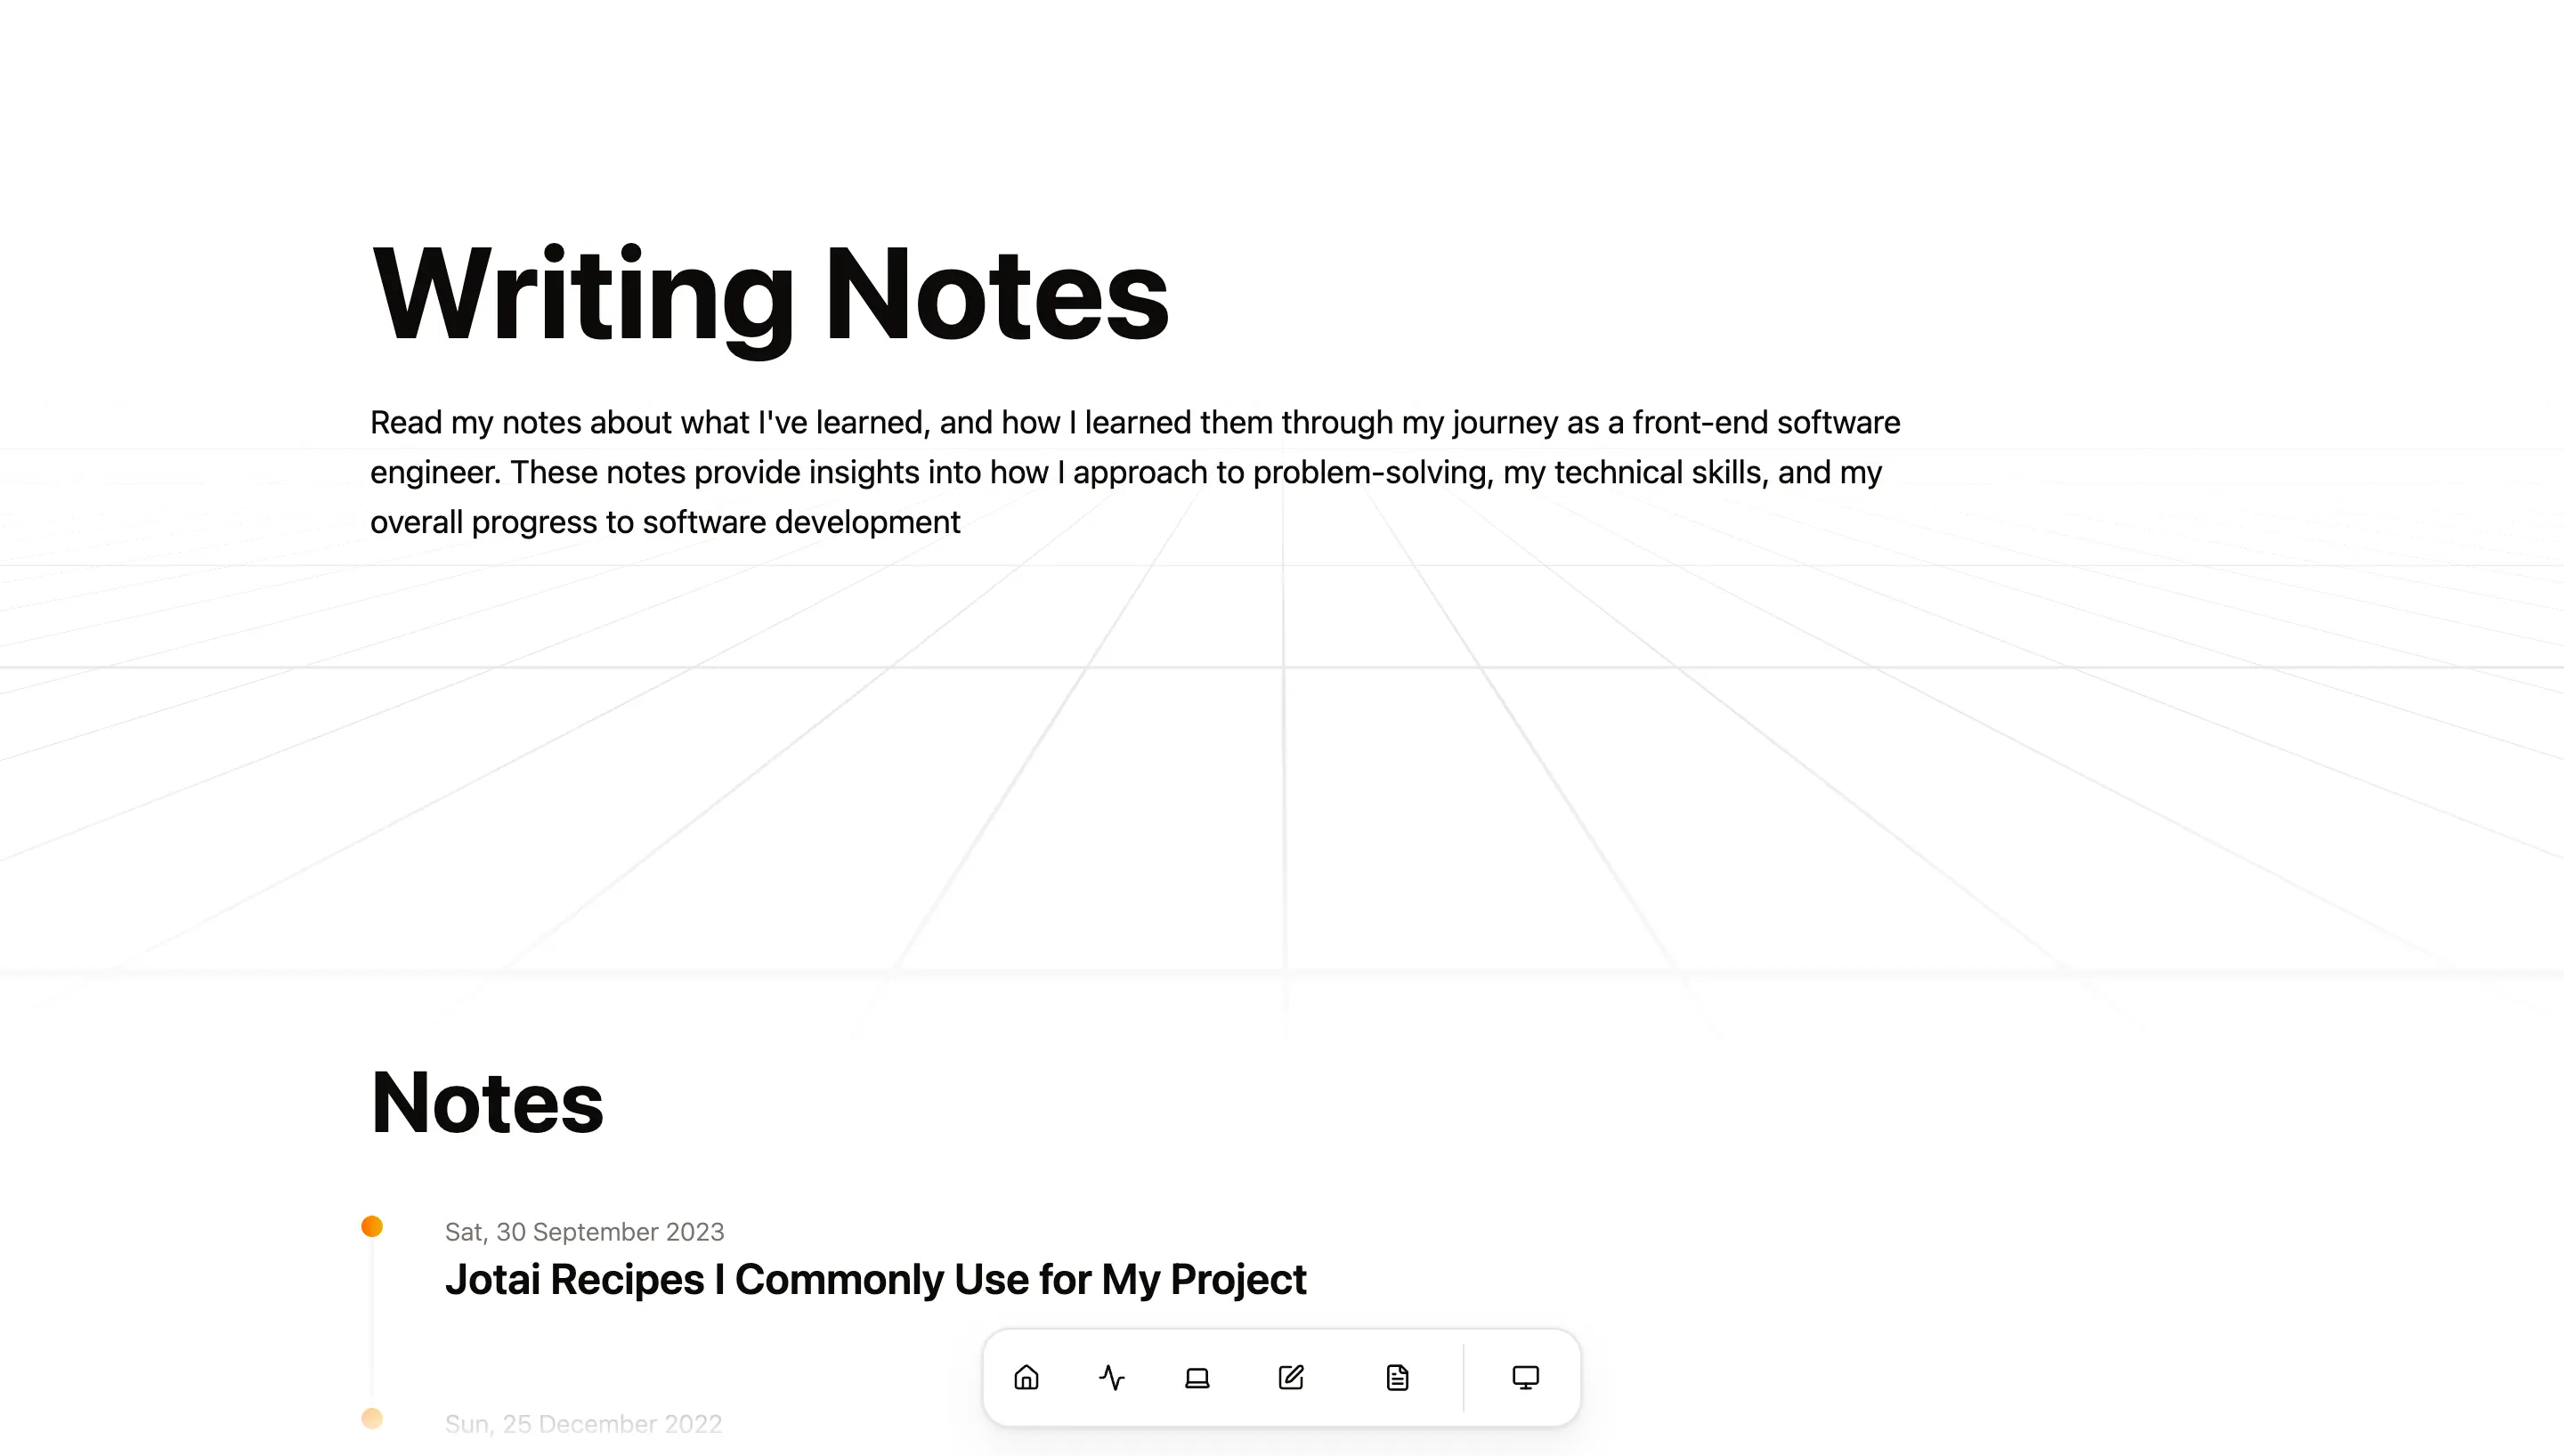 Writing Notes
Read my notes about what I've learned, and how I learned them through my journey as a front-end software
engineer. These notes provide insights into how I approach to problem-solving, my technical skills, and my
overall progress to software development
Notes
Sat, 30 September 2023
Jotai Recipes I Commonly Use for My Project
Sun, 25 December 2022